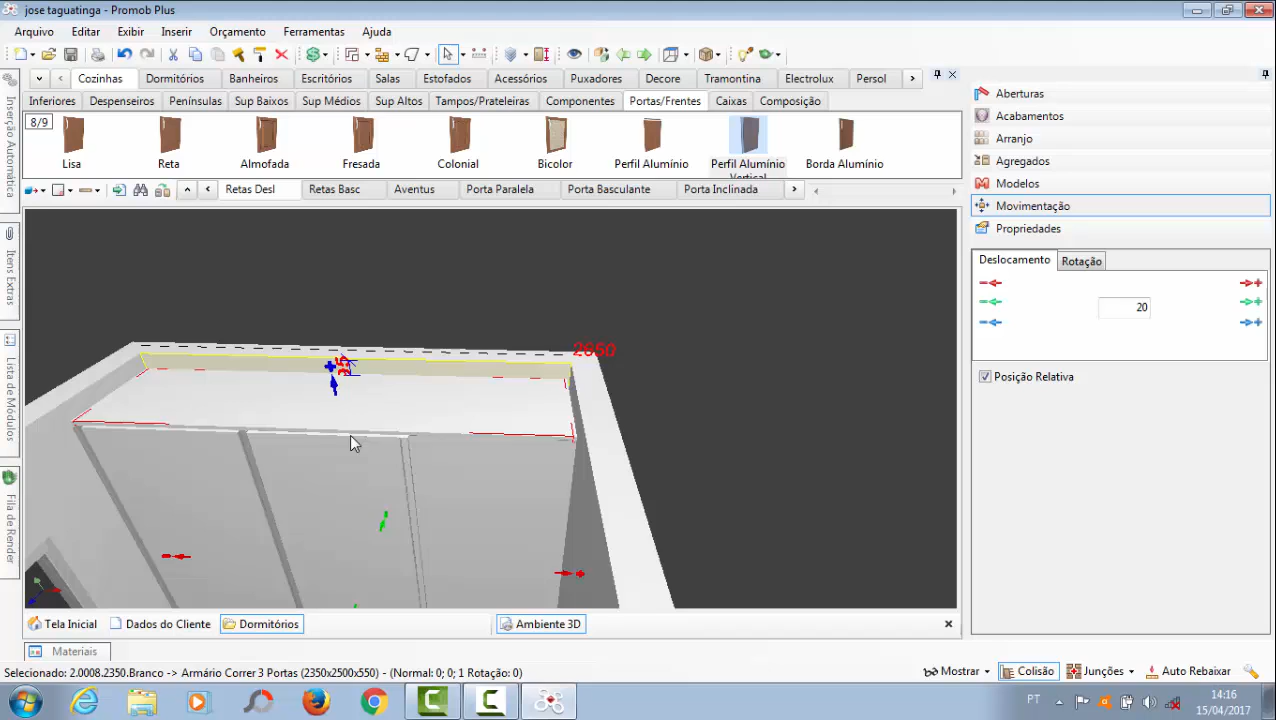 jose taguatinga - Promob Plus
Arquivo Editar Exibir Inserir Orçamento Ferramentas Ajuda
Cozinhas Dormitórios Banheiros Escritórios Salas Estofados Acessórios Puxadores Decore Tramontina Electrolux Persol
Inferiores Despenseiros Penínsulas Sup Baixos Sup Médios Sup Altos Tampos/Prateleiras Componentes Portas/Frentes Caixas Composição
8/9
Lisa Reta Almofada Fresada Colonial Bicolor Perfil Alumínio Perfil Alumínio Vertical Borda Alumínio
Retas Desl Retas Basc Aventus Porta Paralela Porta Basculante Porta Inclinada
Inserção Automática
Itens Extras
Lista de Módulos
Fila de Render
2650
Aberturas
Acabamentos
Arranjo
Agregados
Modelos
Movimentação
Propriedades
Deslocamento Rotação
20
Posição Relativa
Tela Inicial Dados do Cliente Dormitórios Ambiente 3D
Materiais
Selecionado: 2.0008.2350.Branco -> Armário Correr 3 Portas (2350x2500x550) - (Normal: 0; 0; 1 Rotação: 0)
Mostrar Colisão Junções Auto Rebaixar
PT
14:16
15/04/2017